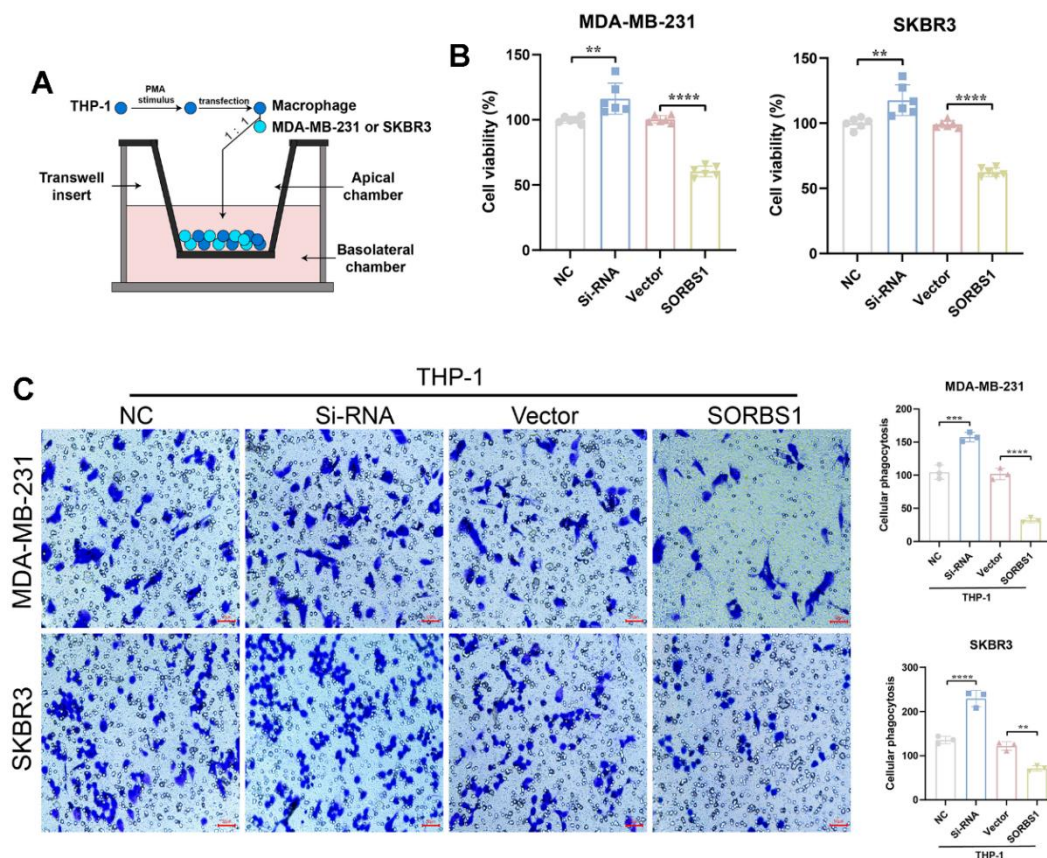 A
THP-1
PMA
stimulus
transfection
Macrophage
MDA-MB-231 or SKBR3
1 : 1
Transwell
insert
Apical
chamber
Basolateral
chamber
B
MDA-MB-231
Cell viability (%)
150
100
50
0
**
****
NC
Si-RNA
Vector
SORBS1
SKBR3
Cell viability (%)
150
100
50
0
**
****
NC
Si-RNA
Vector
SORBS1
C
THP-1
NC Si-RNA Vector SORBS1
MDA-MB-231
SKBR3
MDA-MB-231
Cellular phagocytosis
200
150
100
50
0
***
****
NC
Si-RNA
Vector
SORBS1
THP-1
SKBR3
Cellular phagocytosis
300
200
100
0
****
**
NC
Si-RNA
Vector
SORBS1
THP-1